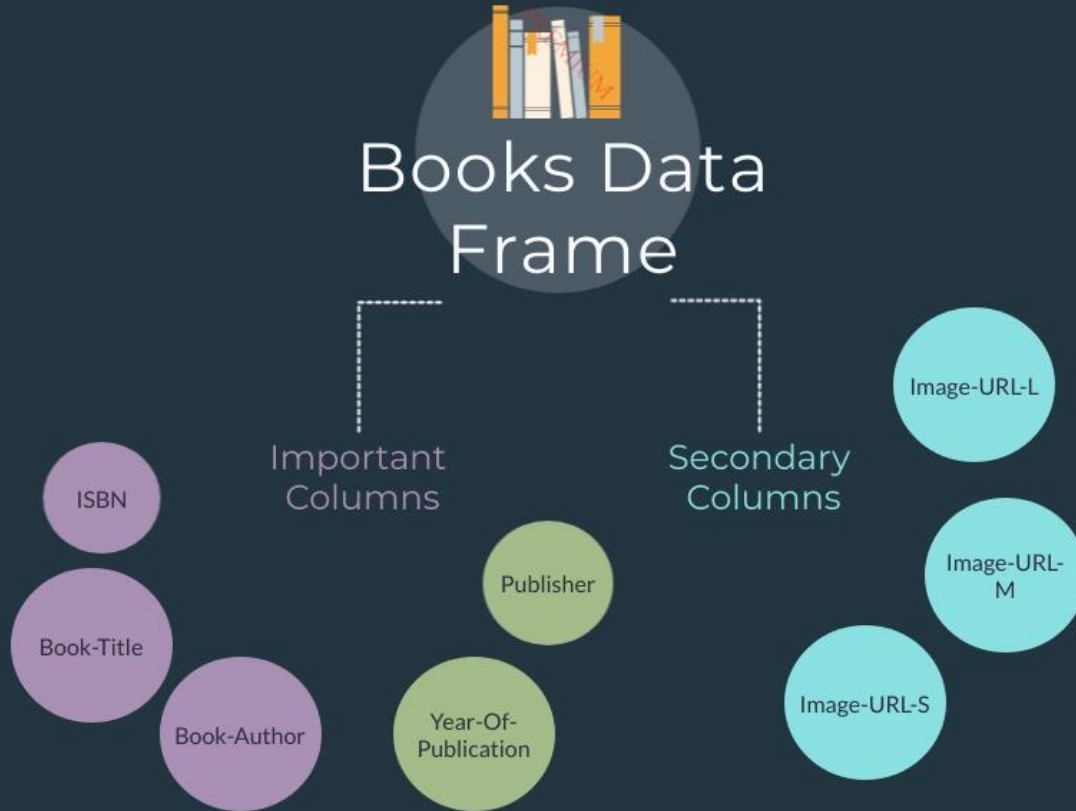 Books Data
Frame
Important
Columns
Secondary
Columns
ISBN
Book-Title
Book-Author
Publisher
Year-Of-
Publication
Image-URL-L
Image-URL-
M
Image-URL-S